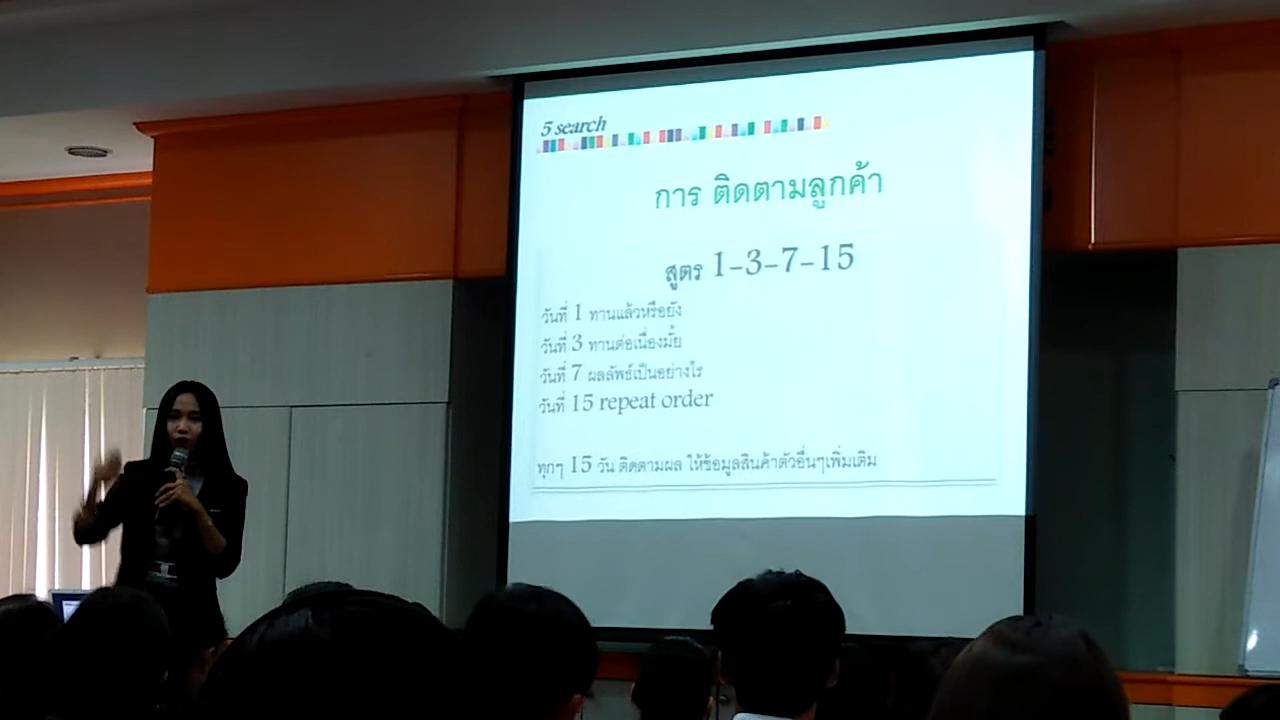 5 search
การ ติดตามลูกค้า
สูตร 1-3-7-15
วันที่ 1 ทานแล้วหรือยัง
วันที่ 3 ทานต่อเนื่องมั้ย
วันที่ 7 ผลลัพธ์เป็นอย่างไร
วันที่ 15 repeat order
ทุกๆ 15 วัน ติดตามผล ให้ข้อมูลสินค้าตัวอื่นๆเพิ่มเติม